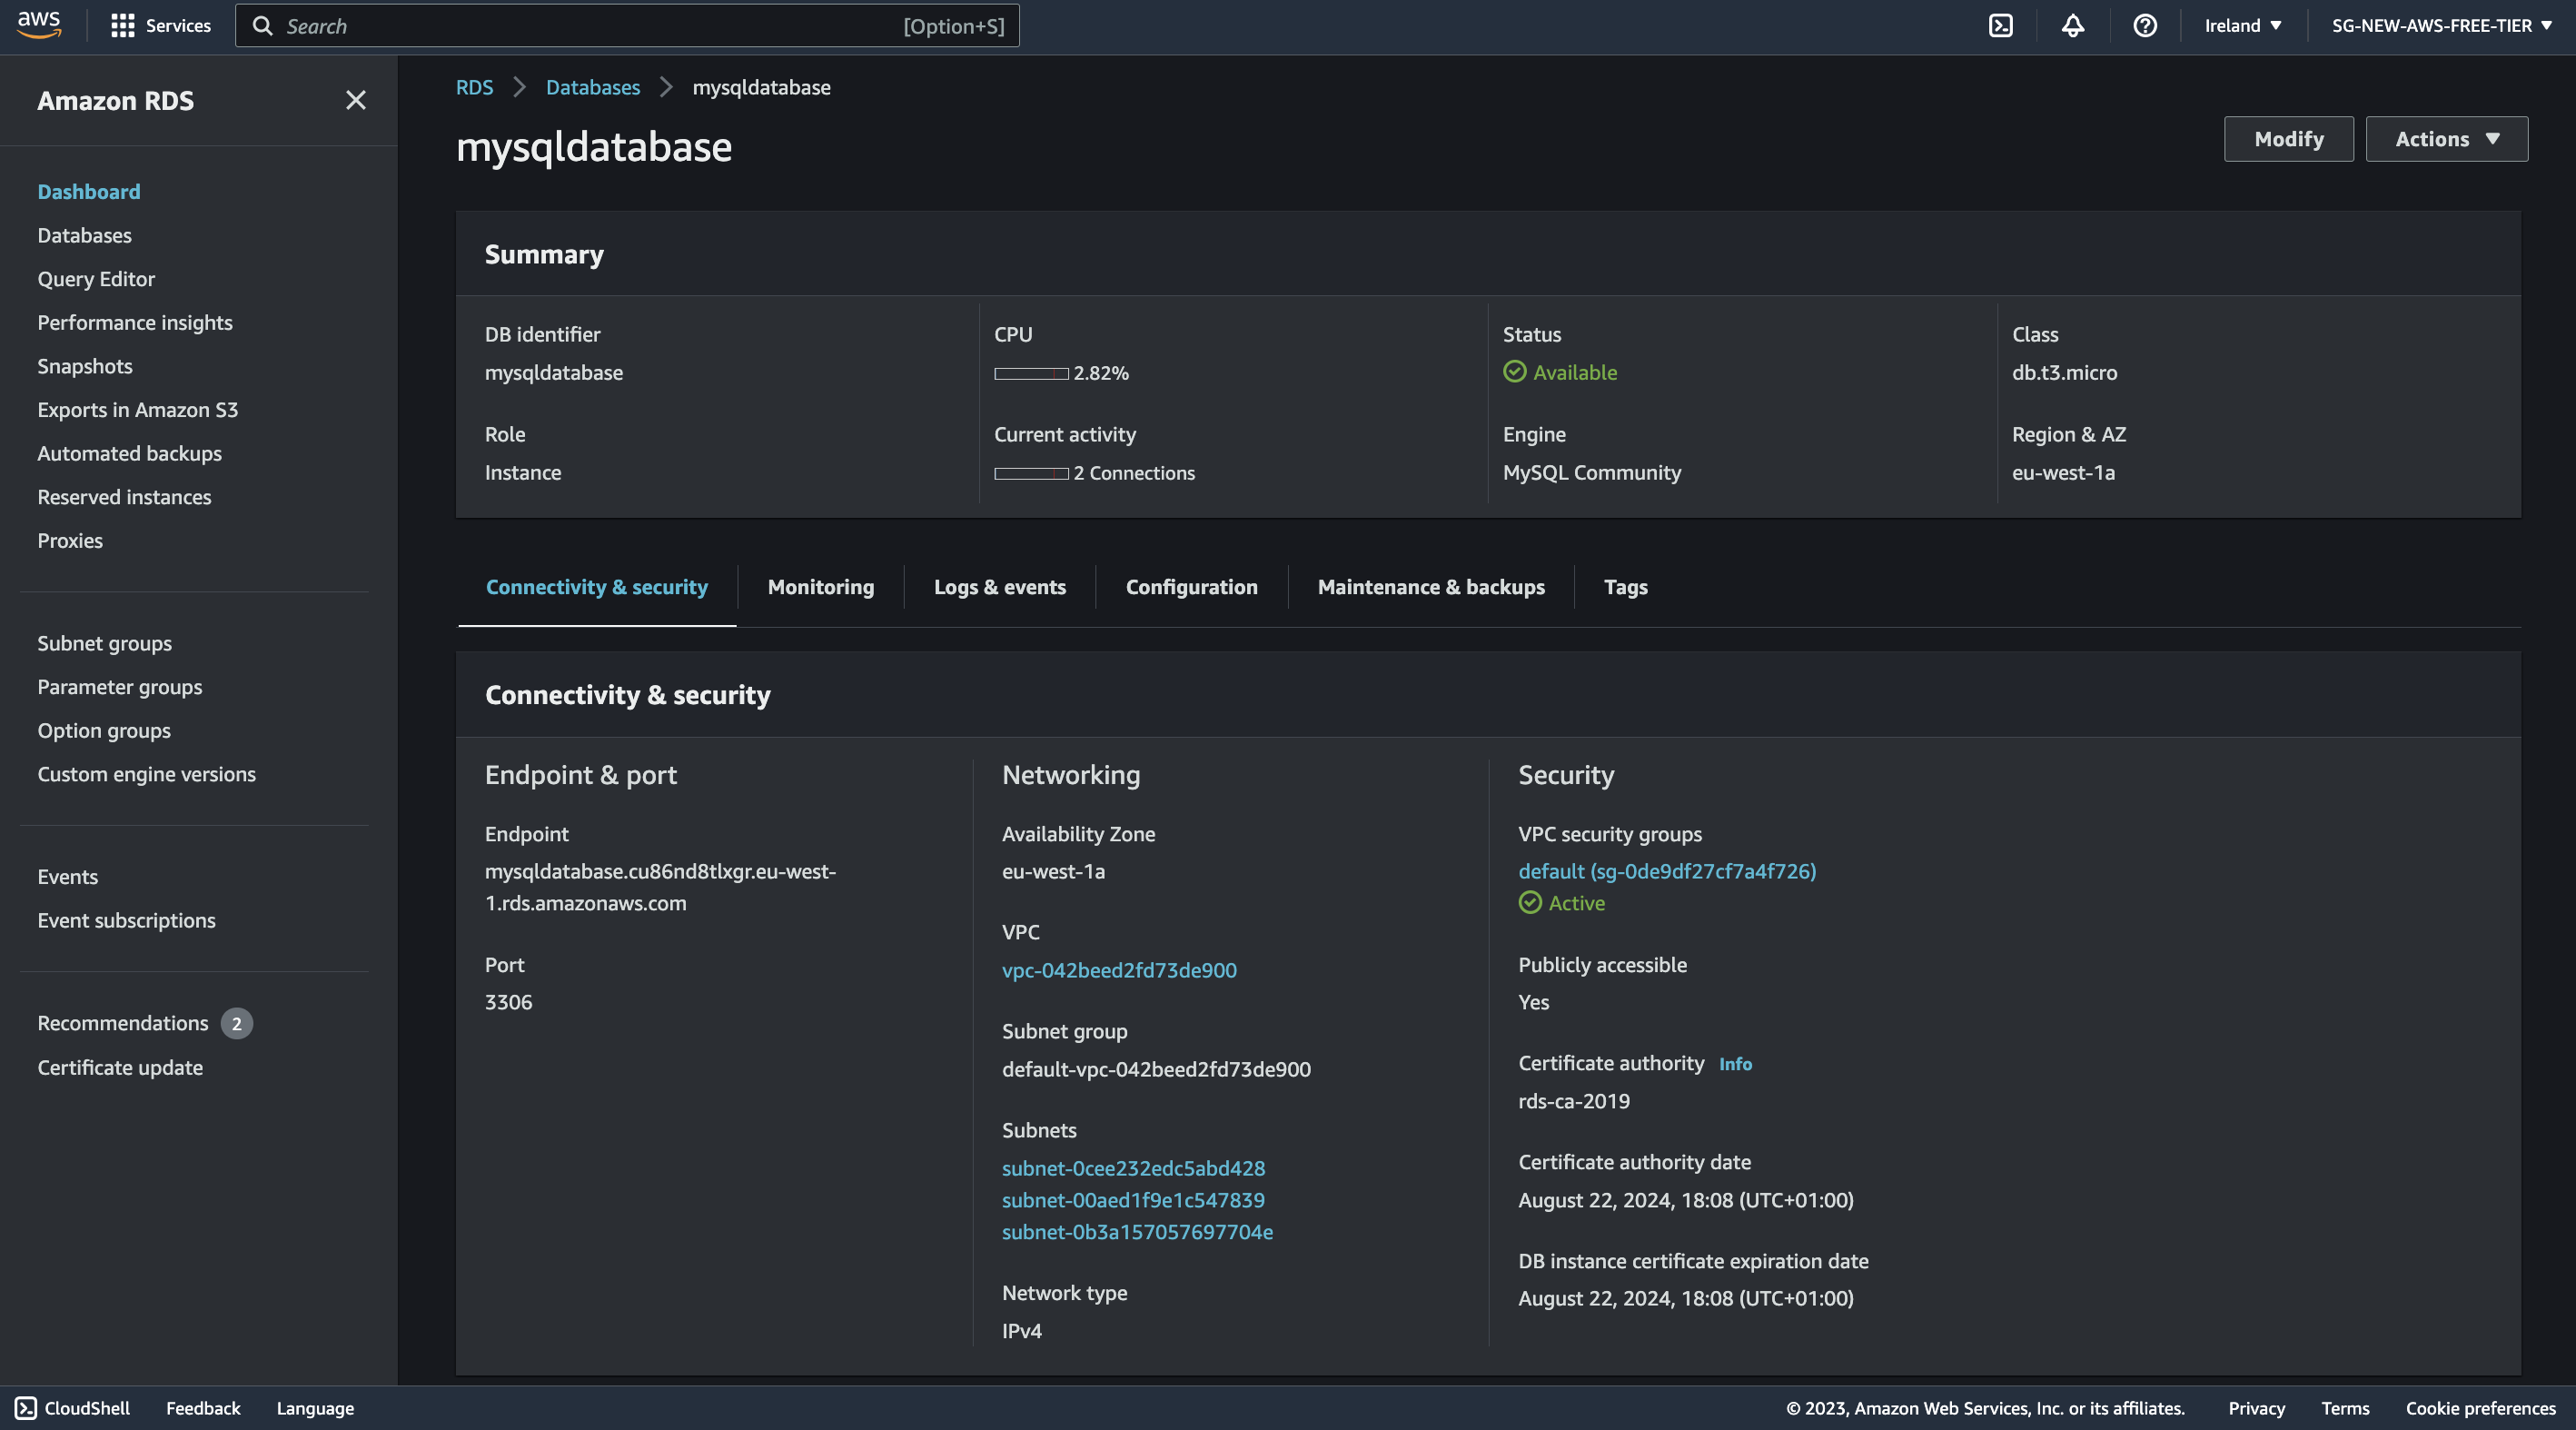 aws
Services
Search
[Option+S]
Ireland
SG-NEW-AWS-FREE-TIER
Amazon RDS
Dashboard
Databases
Query Editor
Performance insights
Snapshots
Exports in Amazon S3
Automated backups
Reserved instances
Proxies
Subnet groups
Parameter groups
Option groups
Custom engine versions
Events
Event subscriptions
Recommendations 2
Certificate update
RDS > Databases > mysqldatabase
mysqldatabase
Modify
Actions
Summary
DB identifier
mysqldatabase
Role
Instance
CPU
2.82%
Current activity
2 Connections
Status
Available
Engine
MySQL Community
Class
db.t3.micro
Region & AZ
eu-west-1a
Connectivity & security
Monitoring
Logs & events
Configuration
Maintenance & backups
Tags
Connectivity & security
Endpoint & port
Endpoint
mysqldatabase.cu86nd8tlxgr.eu-west-
1.rds.amazonaws.com
Port
3306
Networking
Availability Zone
eu-west-1a
VPC
vpc-042beed2fd73de900
Subnet group
default-vpc-042beed2fd73de900
Subnets
subnet-0cee232edc5abd428
subnet-00aed1f9e1c547839
subnet-0b3a157057697704e
Network type
IPv4
Security
VPC security groups
default (sg-0de9df27cf7a4f726)
Active
Publicly accessible
Yes
Certificate authority Info
rds-ca-2019
Certificate authority date
August 22, 2024, 18:08 (UTC+01:00)
DB instance certificate expiration date
August 22, 2024, 18:08 (UTC+01:00)
CloudShell
Feedback
Language
© 2023, Amazon Web Services, Inc. or its affiliates.
Privacy
Terms
Cookie preferences